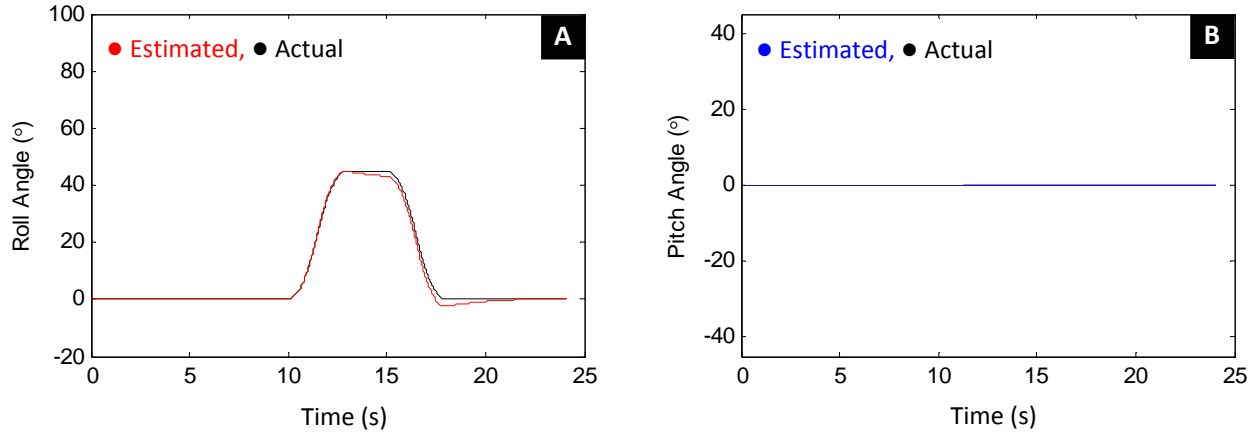 A
● Estimated, ● Actual
100
80
60
40
20
0
-20
Roll Angle (°)
0 5 10 15 20 25
Time (s)
B
● Estimated, ● Actual
40
20
0
-20
-40
Pitch Angle (°)
0 5 10 15 20 25
Time (s)